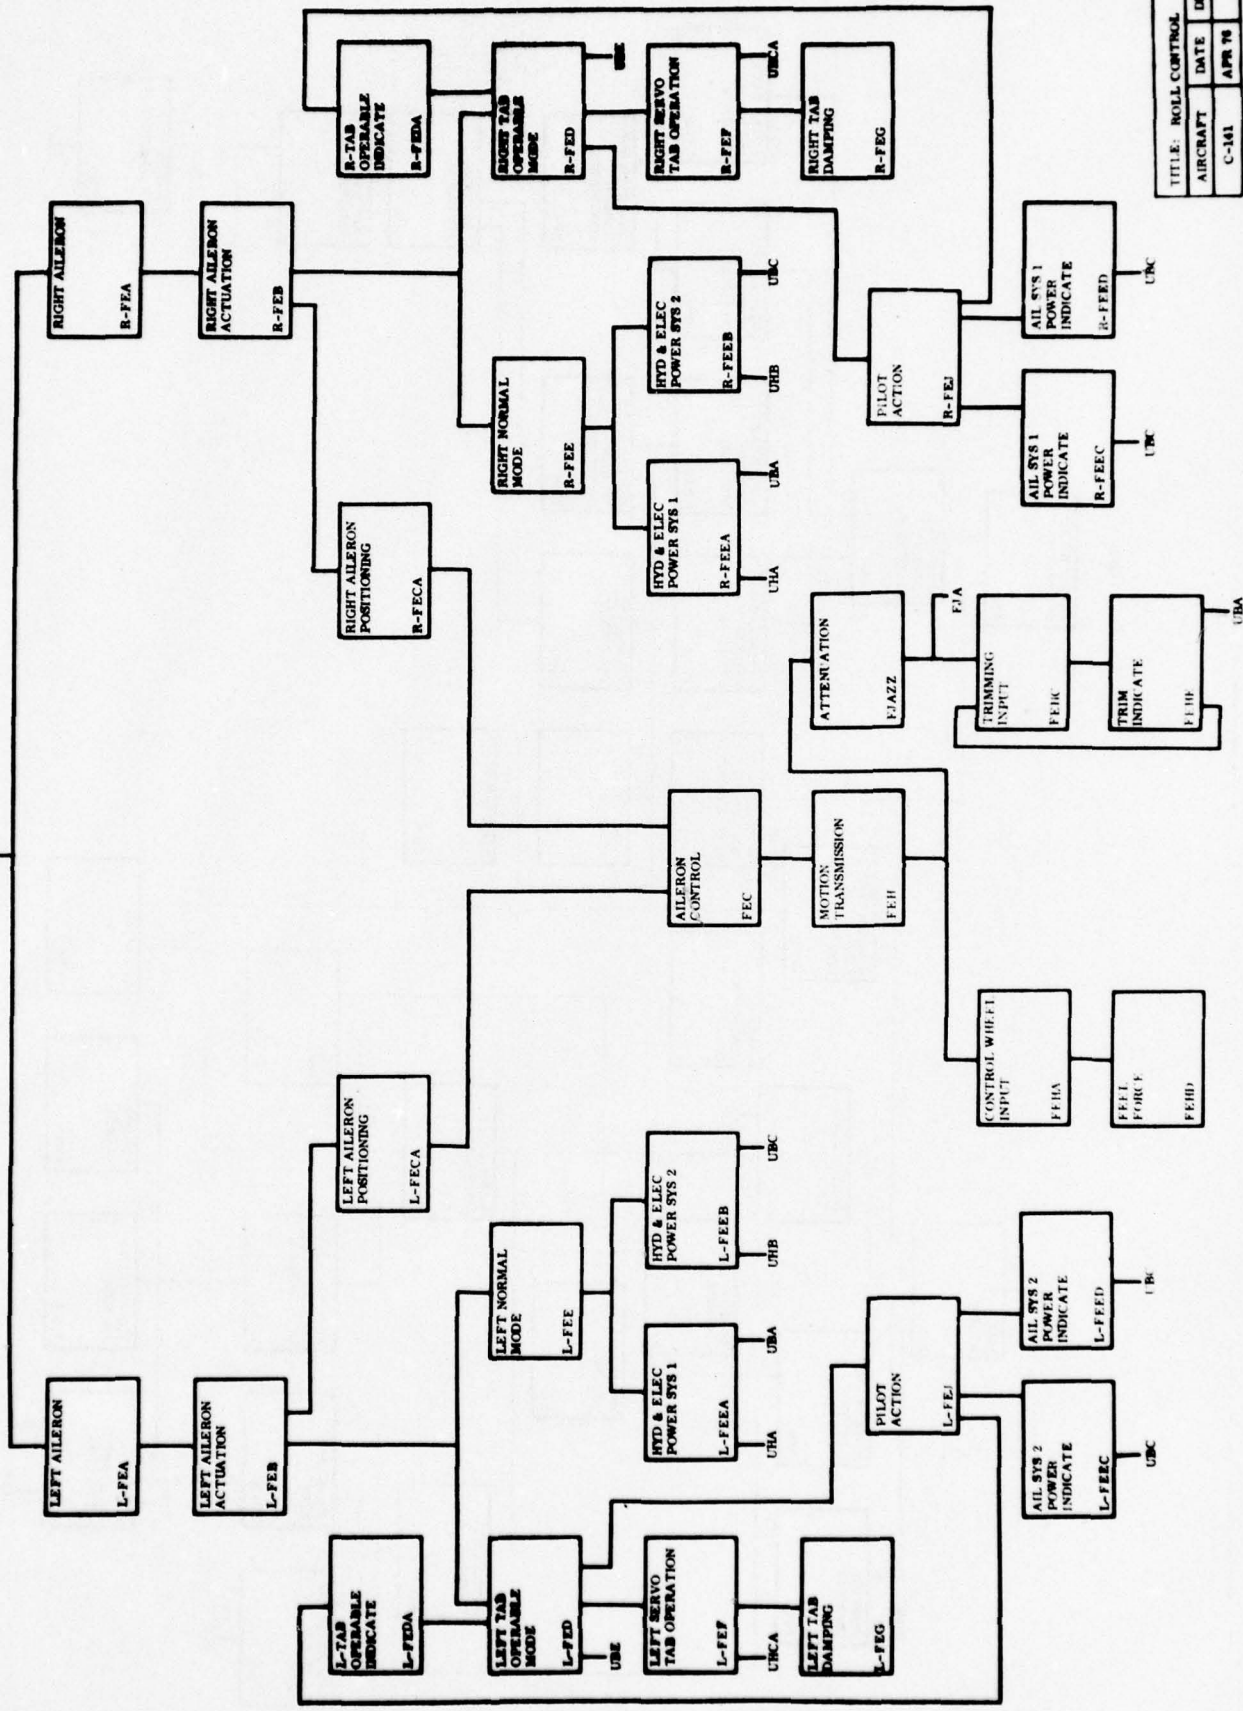 LEFT AILERON
L-FEA
RIGHT AILERON
R-FEA
LEFT AILERON
ACTUATION
L-FEB
RIGHT AILERON
ACTUATION
R-FEB
L-TAB
OPERABLE
INDICATE
L-FEDA
LEFT AILERON
POSITIONING
L-FECA
RIGHT AILERON
POSITIONING
R-FECA
R-TAB
OPERABLE
INDICATE
R-FEDA
LEFT TAB
OPERABLE
MODE
L-FED
UBE
LEFT NORMAL
MODE
L-FEE
RIGHT NORMAL
MODE
R-FEE
RIGHT TAB
OPERABLE
MODE
R-FED
UBE
LEFT SERVO
TAB OPERATION
L-FEF
UHCA
HYD & ELEC
POWER SYS 1
L-FEEA
UHA
UBA
HYD & ELEC
POWER SYS 2
L-FEEB
UHB
UBC
HYD & ELEC
POWER SYS 1
R-FEEA
UHA
UBA
HYD & ELEC
POWER SYS 2
R-FEEB
UHB
UBC
RIGHT SERVO
TAB OPERATION
R-FEF
UHCA
LEFT TAB
DAMPING
L-FEG
AILERON
CONTROL
FEC
RIGHT TAB
DAMPING
R-FEG
MOTION
TRANSMISSION
FEH
ATTENUATION
FJAZZ
FJA
PILOT
ACTION
L-FEJ
PILOT
ACTION
R-FEJ
CONTROL WHEEL
INPUT
FEHA
TRIMMING
INPUT
FEHC
AIL SYS 2
POWER
INDICATE
L-FEEC
UBC
AIL SYS 2
POWER
INDICATE
L-FEED
UBC
AIL SYS 1
POWER
INDICATE
R-FEEC
UBC
AIL SYS 1
POWER
INDICATE
R-FEED
UBC
FEEL
FORCE
FEHD
TRIM
INDICATE
FEHF
UBA
TITLE: ROLL CONTROL
AIRCRAFT
DATE
C-141
APR 76